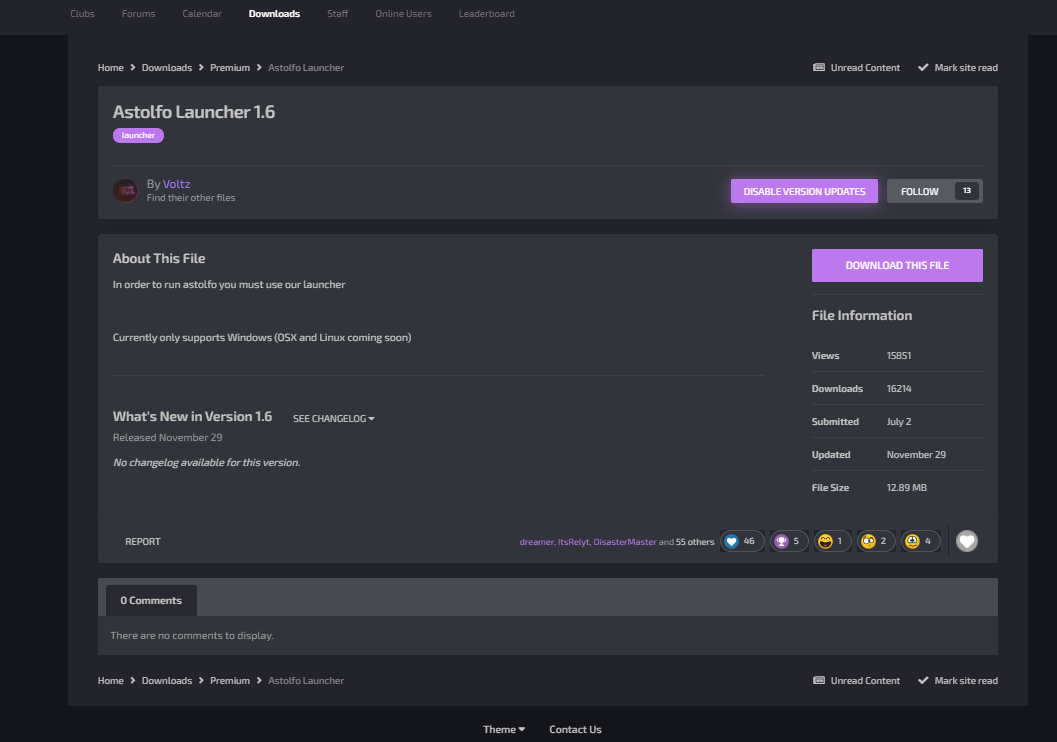 Clubs Forums Calendar Downloads Staff Online Users Leaderboard
Home Downloads Premium Astolfo Launcher Unread Content Mark site read
Astolfo Launcher 1.6
launcher
By Voltz
Find their other files
DISABLE VERSION UPDATES FOLLOW 13
About This File
In order to run astolfo you must use our launcher
Currently only supports Windows (OSX and Linux coming soon)
What's New in Version 1.6 SEE CHANGELOG
Released November 29
No changelog available for this version.
DOWNLOAD THIS FILE
File Information
Views 15851
Downloads 16214
Submitted July 2
Updated November 29
File Size 12.89 MB
REPORT dreamer, ItsRelyt, DisasterMaster and 55 others 46 5 1 2 4
0 Comments
There are no comments to display.
Home Downloads Premium Astolfo Launcher Unread Content Mark site read
Theme Contact Us